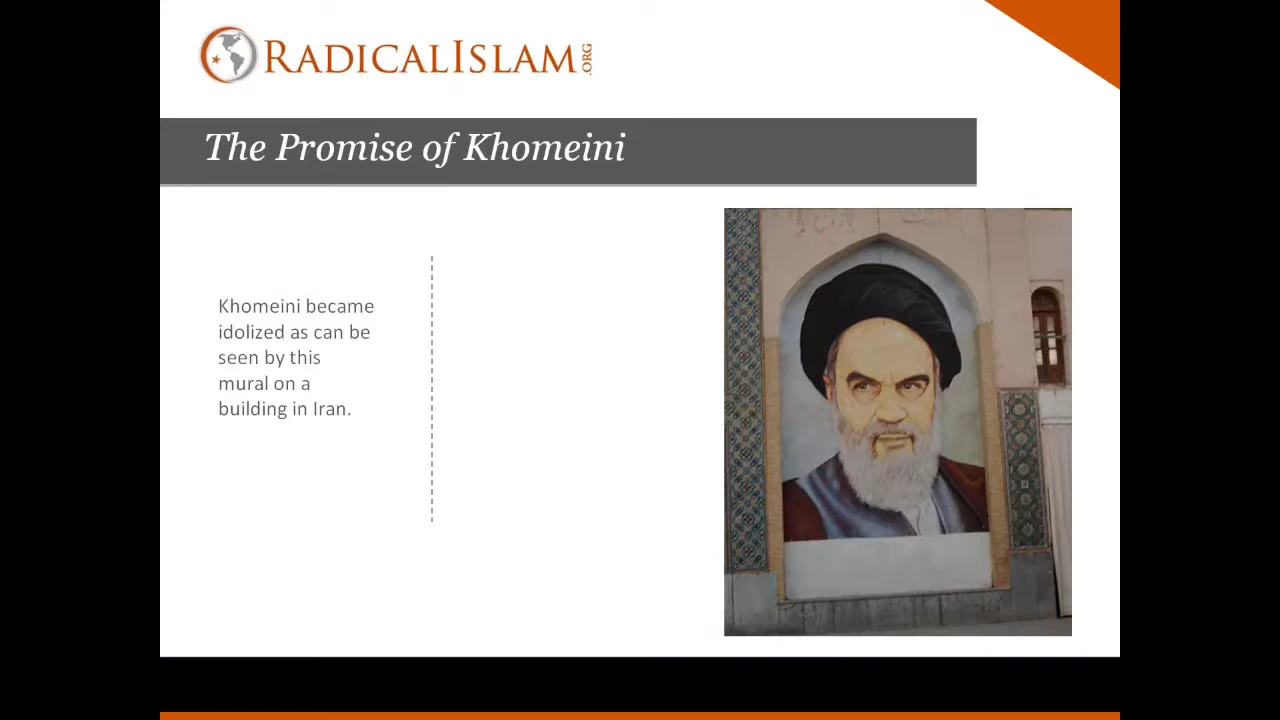 RADICALISLAM.ORG
The Promise of Khomeini
Khomeini became
idolized as can be
seen by this
mural on a
building in Iran.